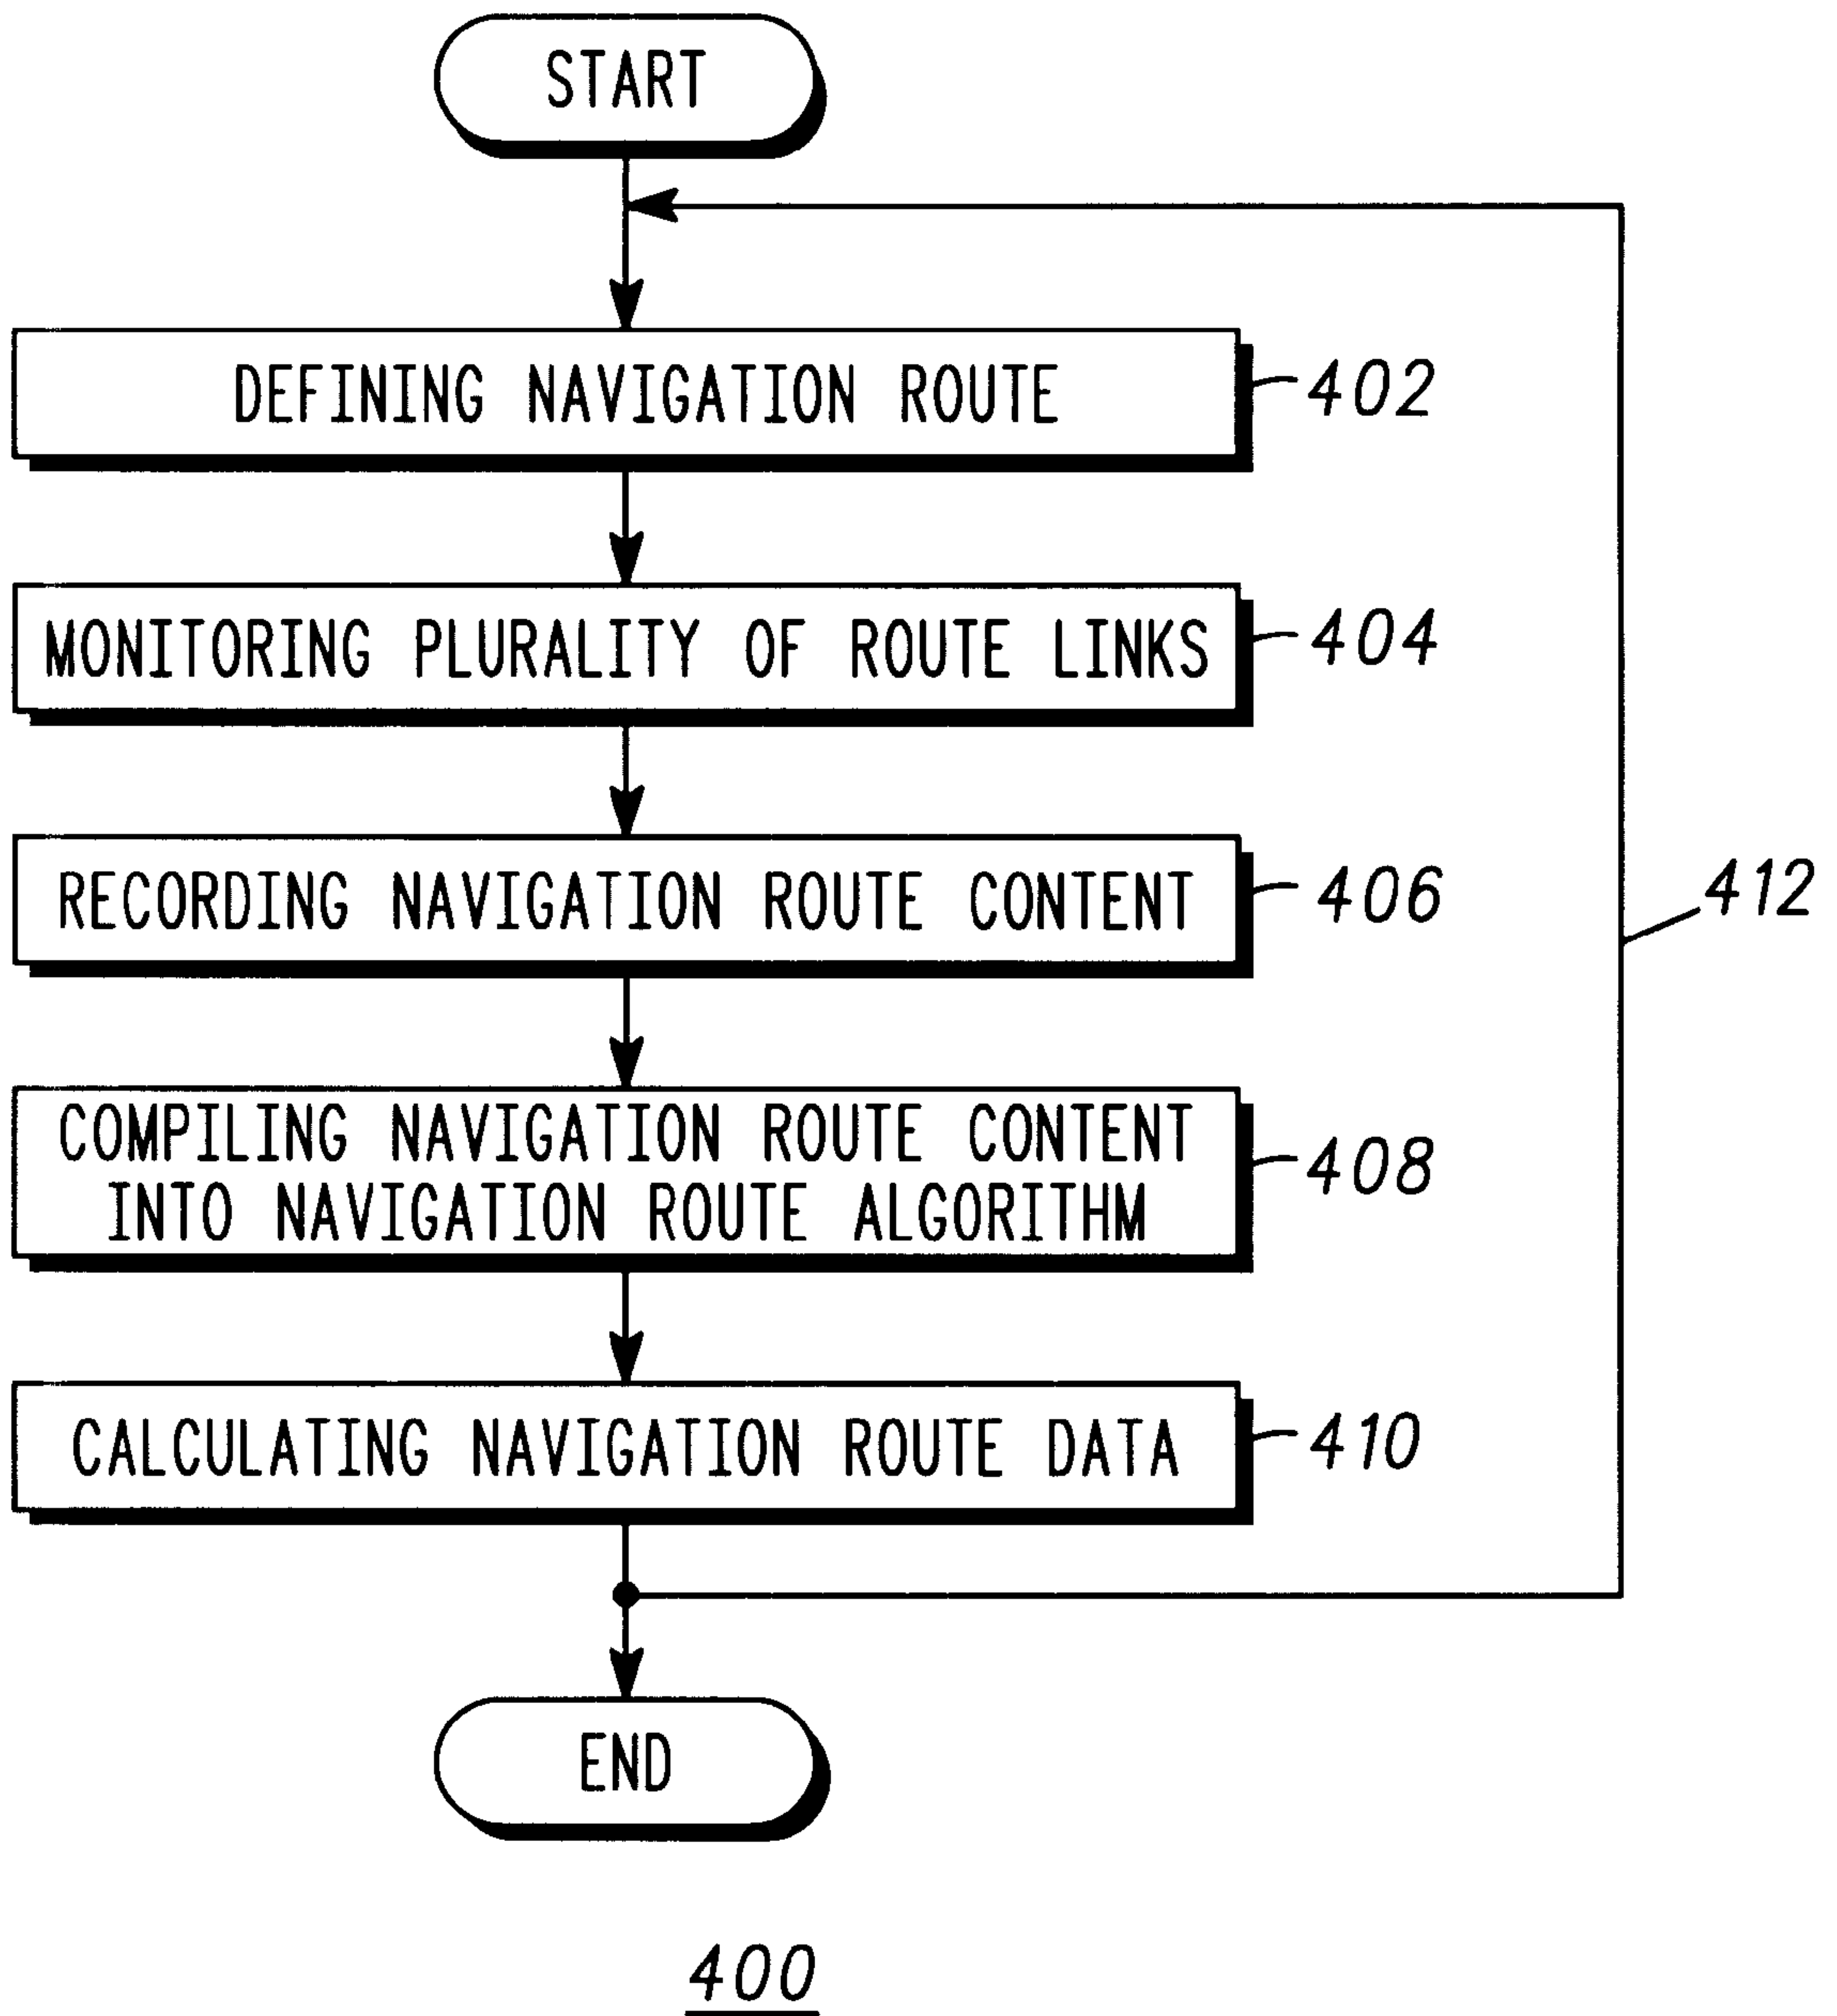 START
DEFINING NAVIGATION ROUTE
402
MONITORING PLURALITY OF ROUTE LINKS
404
RECORDING NAVIGATION ROUTE CONTENT
406
412
COMPILING NAVIGATION ROUTE CONTENT
INTO NAVIGATION ROUTE ALGORITHM
408
CALCULATING NAVIGATION ROUTE DATA
410
END
400